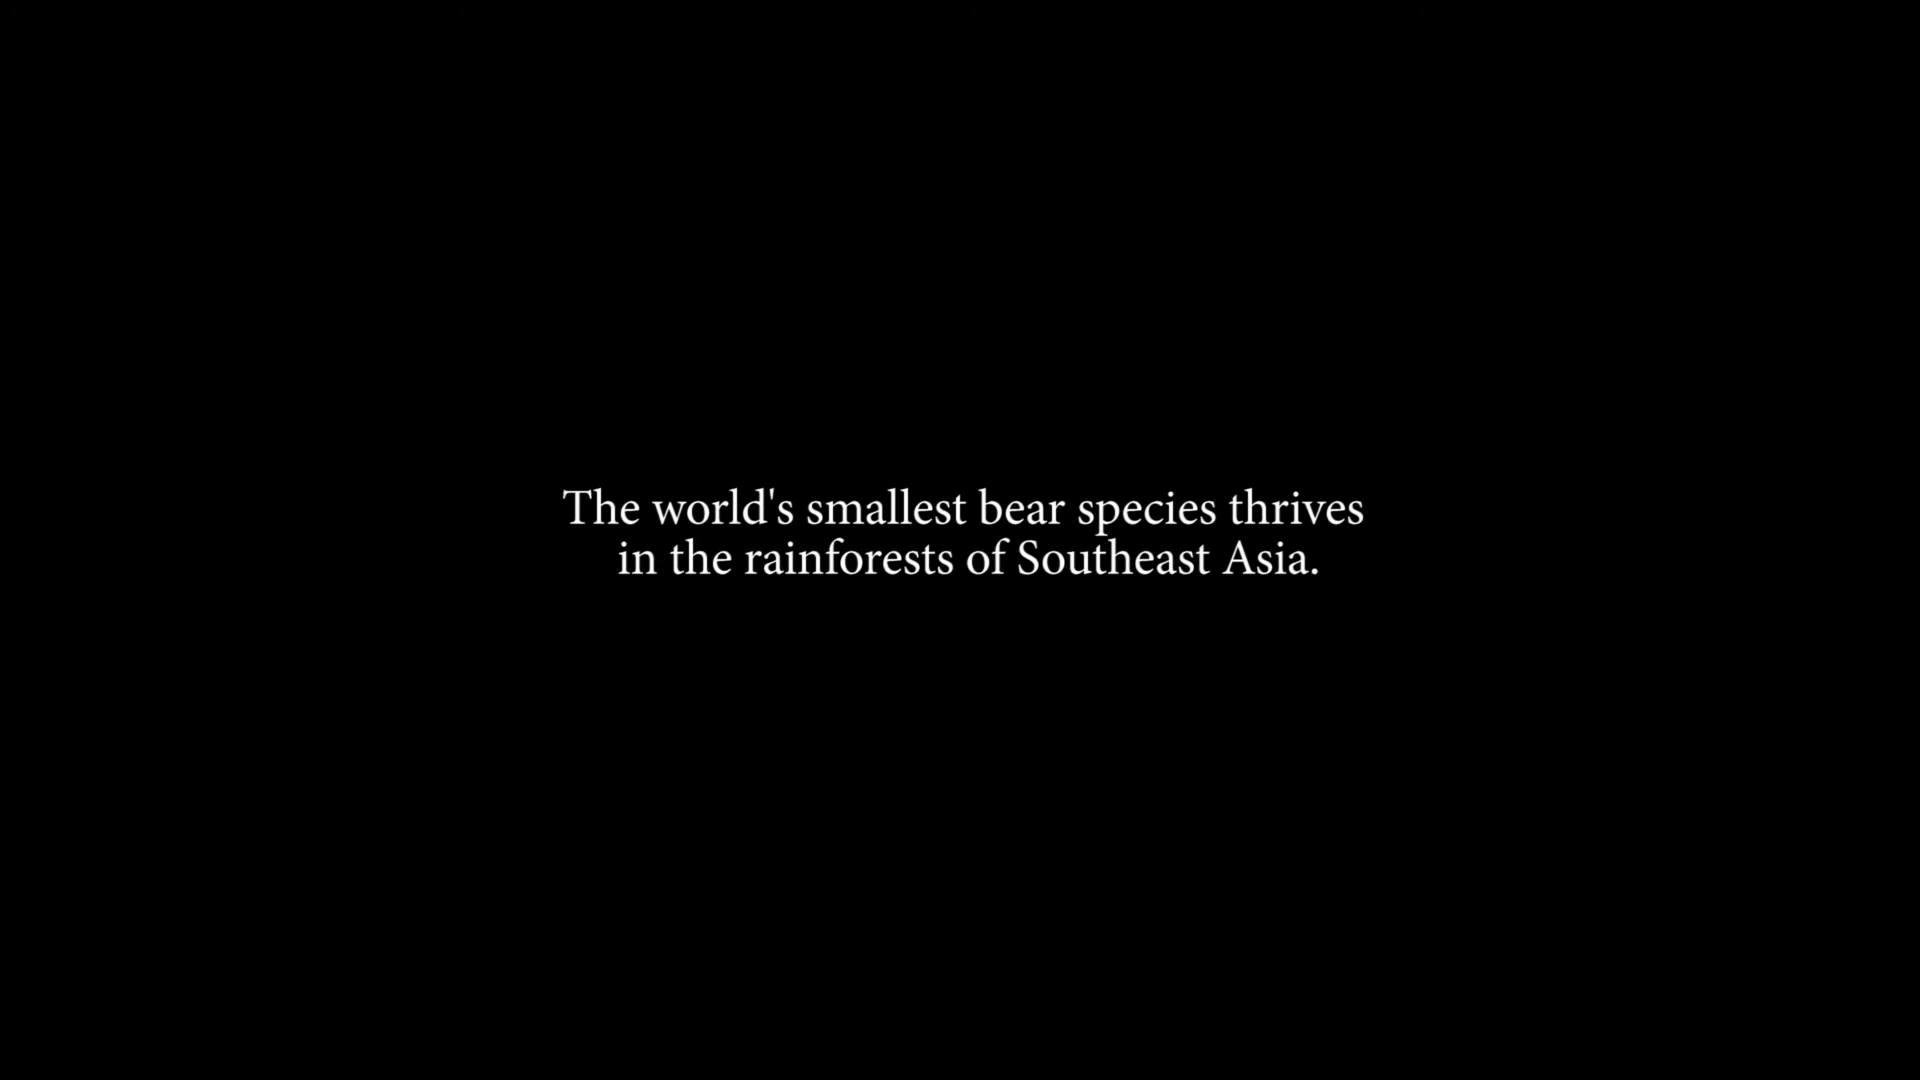 The world's smallest bear species thrives
in the rainforests of Southeast Asia.